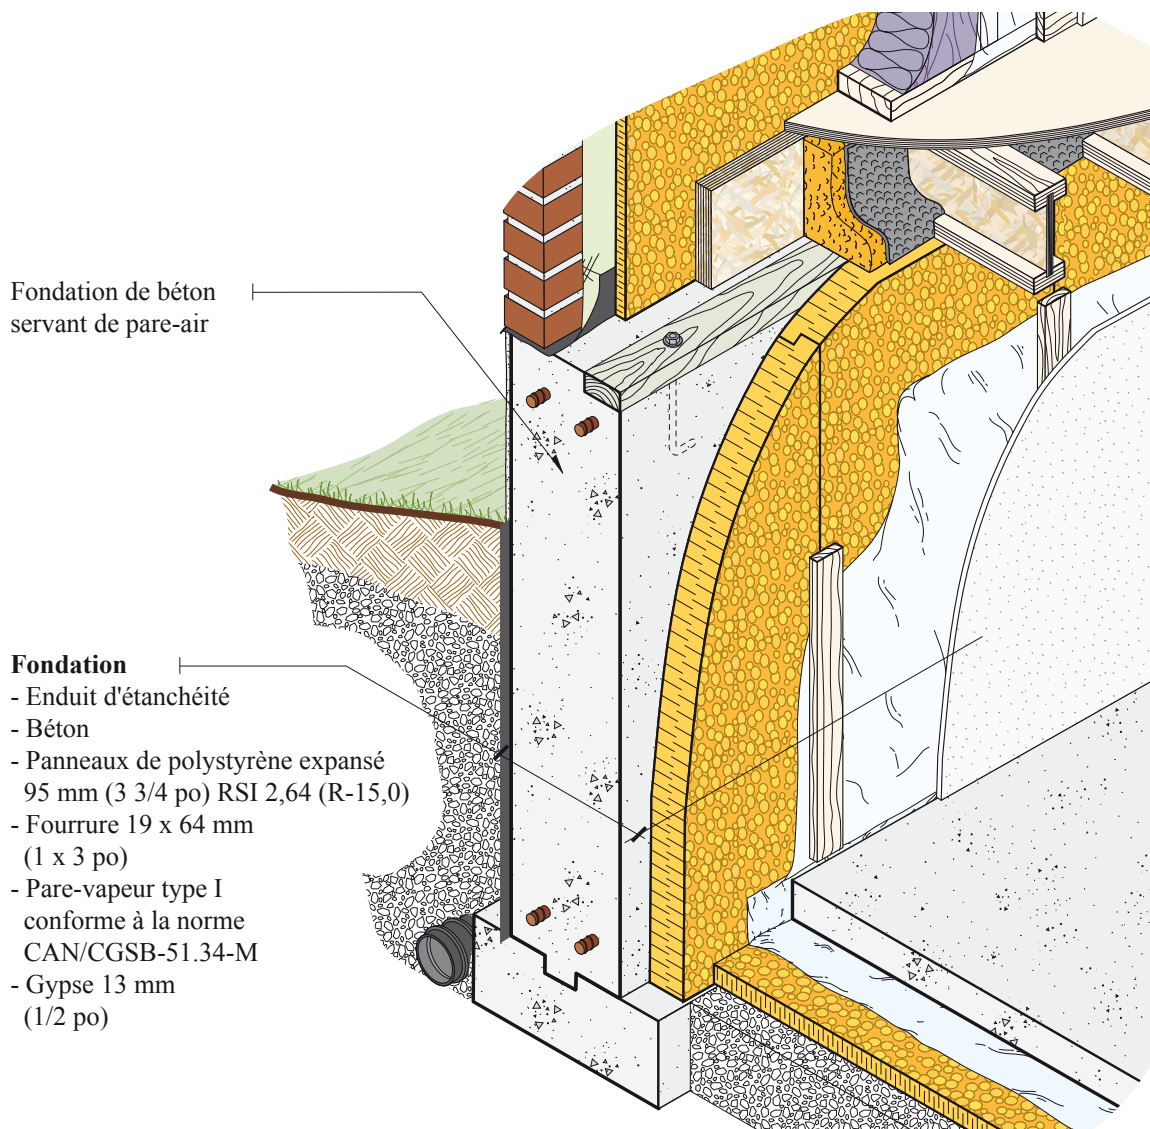 Fondation de béton
servant de pare-air
Fondation
- Enduit d'étanchéité
- Béton
- Panneaux de polystyrène expansé
95 mm (3 3/4 po) RSI 2,64 (R-15,0)
- Fourrure 19 x 64 mm
(1 x 3 po)
- Pare-vapeur type I
conforme à la norme
CAN/CGSB-51.34-M
- Gypse 13 mm
(1/2 po)